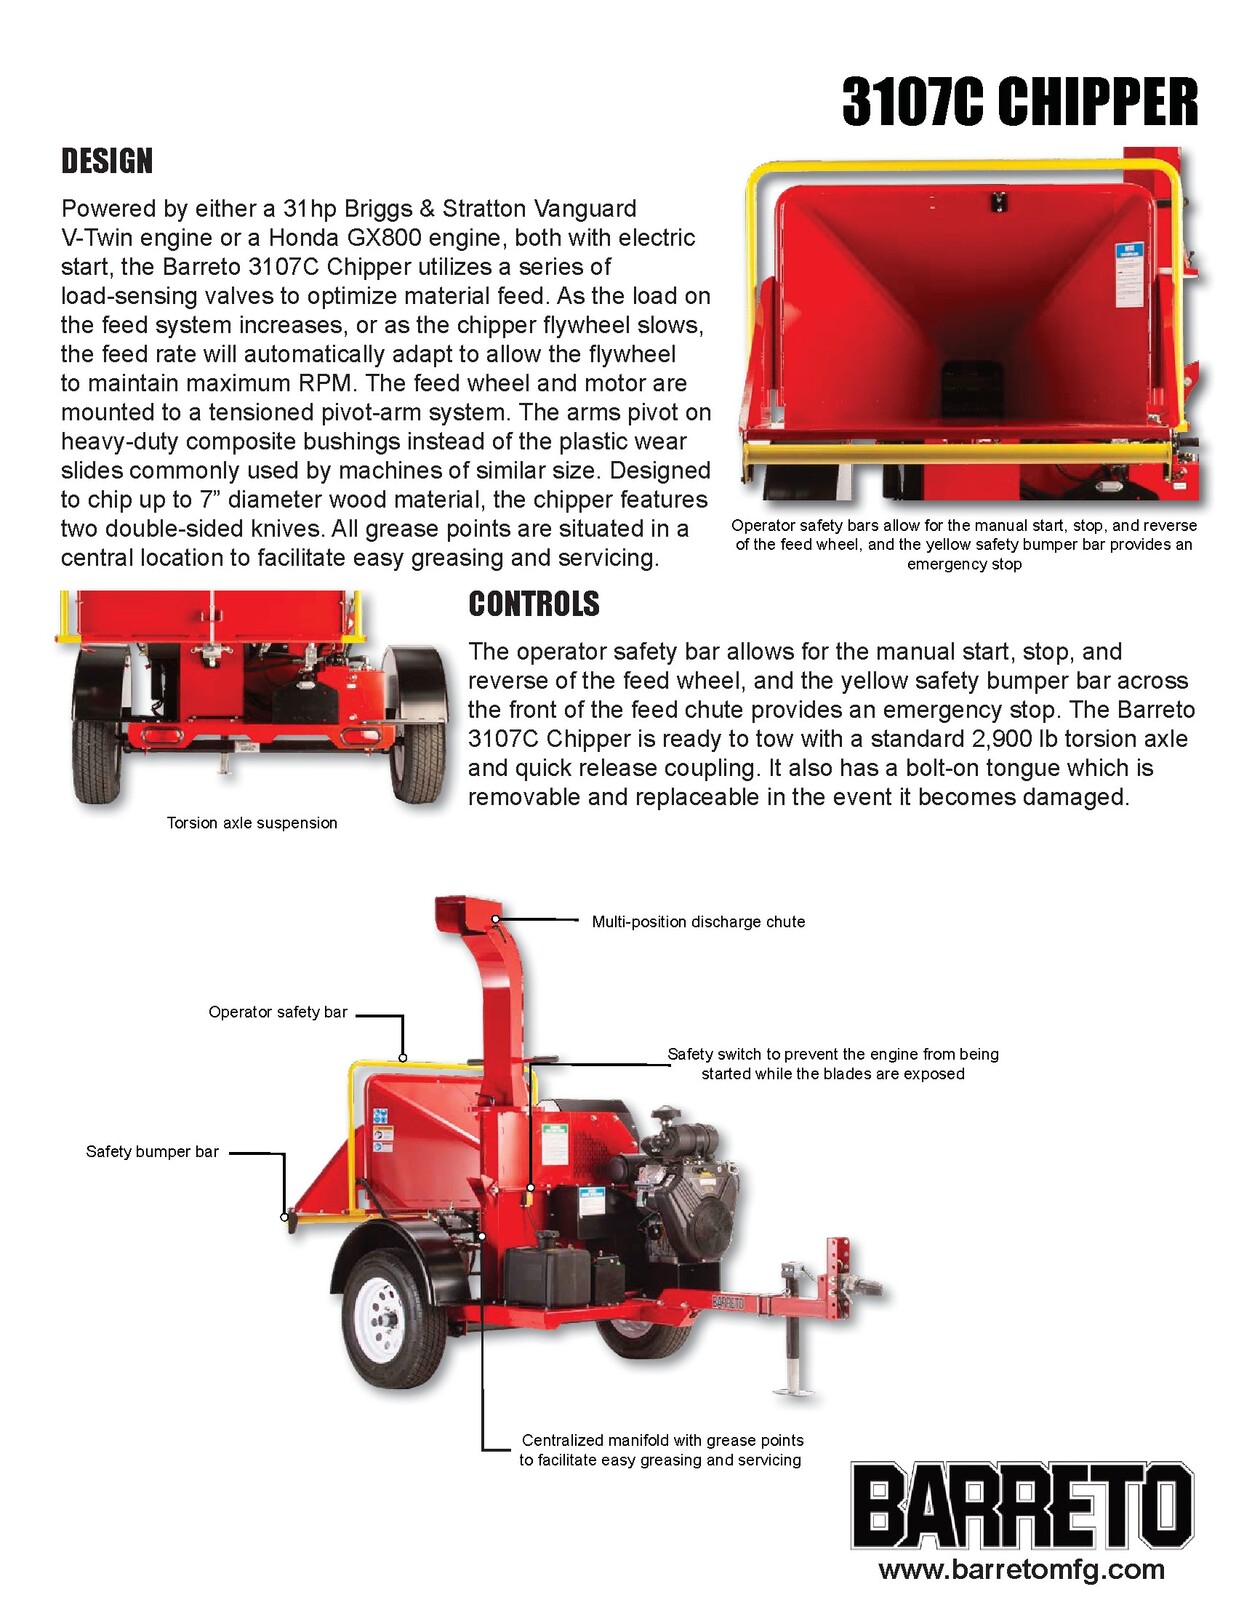 3107C CHIPPER
DESIGN
Powered by either a 31hp Briggs & Stratton Vanguard
V-Twin engine or a Honda GX800 engine, both with electric
start, the Barreto 3107C Chipper utilizes a series of
load-sensing valves to optimize material feed. As the load on
the feed system increases, or as the chipper flywheel slows,
the feed rate will automatically adapt to allow the flywheel
to maintain maximum RPM. The feed wheel and motor are
mounted to a tensioned pivot-arm system. The arms pivot on
heavy-duty composite bushings instead of the plastic wear
slides commonly used by machines of similar size. Designed
to chip up to 7” diameter wood material, the chipper features
two double-sided knives. All grease points are situated in a
central location to facilitate easy greasing and servicing.
Operator safety bars allow for the manual start, stop, and reverse
of the feed wheel, and the yellow safety bumper bar provides an
emergency stop
CONTROLS
The operator safety bar allows for the manual start, stop, and
reverse of the feed wheel, and the yellow safety bumper bar across
the front of the feed chute provides an emergency stop. The Barreto
3107C Chipper is ready to tow with a standard 2,900 lb torsion axle
and quick release coupling. It also has a bolt-on tongue which is
removable and replaceable in the event it becomes damaged.
Torsion axle suspension
Multi-position discharge chute
Operator safety bar
Safety switch to prevent the engine from being
started while the blades are exposed
Safety bumper bar
BARRETO
Centralized manifold with grease points
to facilitate easy greasing and servicing
BARRETO
www.barretomfg.com